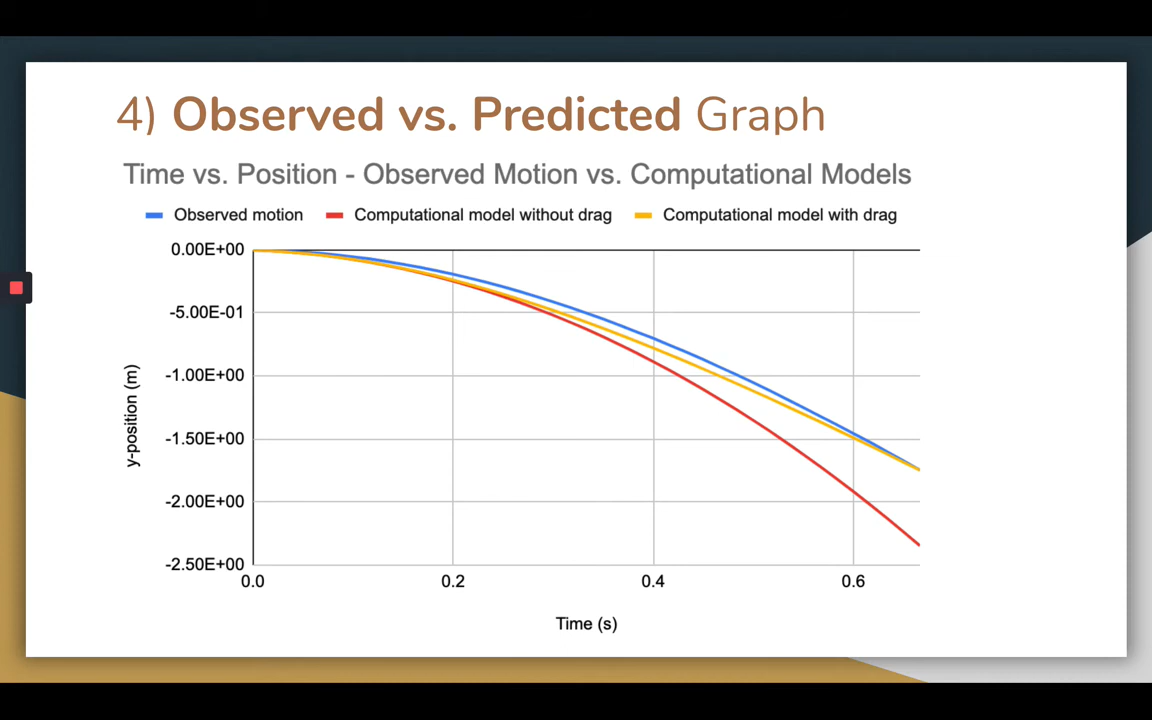 4) Observed vs. Predicted Graph
Time vs. Position - Observed Motion vs. Computational Models
Observed motion Computational model without drag Computational model with drag
0.00E+00
-5.00E-01
-1.00E+00
-1.50E+00
-2.00E+00
-2.50E+00
y-position (m)
0.0 0.2 0.4 0.6
Time (s)